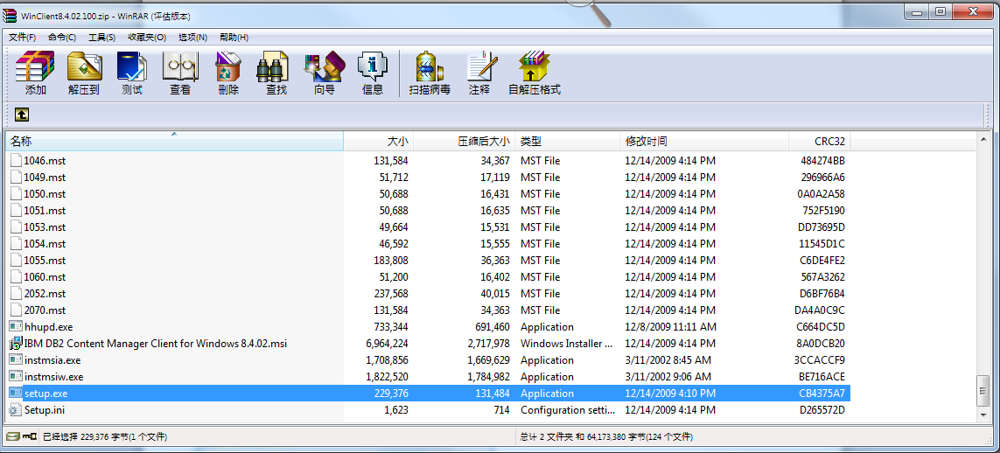 WinClient8.4.02.100.zip - WinRAR (评估版本)
文件(F) 命令(C) 工具(S) 收藏夹(O) 选项(N) 帮助(H)
添加 解压到 测试 查看 删除 查找 向导 信息 扫描病毒 注释 自解压格式
名称 大小 压缩后大小 类型 修改时间 CRC32
1046.mst 131,584 34,367 MST File 12/14/2009 4:14 PM 484274BB
1049.mst 51,712 17,119 MST File 12/14/2009 4:14 PM 296966A6
1050.mst 50,688 16,431 MST File 12/14/2009 4:14 PM 0A0A2A58
1051.mst 50,688 16,635 MST File 12/14/2009 4:14 PM 752F5190
1053.mst 49,664 15,531 MST File 12/14/2009 4:14 PM DD73695D
1054.mst 46,592 15,555 MST File 12/14/2009 4:14 PM 11545D1C
1055.mst 183,808 36,363 MST File 12/14/2009 4:14 PM C6DE4FE2
1060.mst 51,200 16,402 MST File 12/14/2009 4:14 PM 567A3262
2052.mst 237,568 40,015 MST File 12/14/2009 4:14 PM D6BF76B4
2070.mst 131,584 34,363 MST File 12/14/2009 4:14 PM DA4A0C9C
hhupd.exe 733,344 691,460 Application 12/8/2009 11:11 AM C664DC5D
IBM DB2 Content Manager Client for Windows 8.4.02.msi 6,964,224 2,717,978 Windows Installer ... 12/14/2009 4:14 PM 8A0DCB20
instmsia.exe 1,708,856 1,669,629 Application 3/11/2002 8:45 AM 3CCACCF9
instmsiw.exe 1,822,520 1,784,982 Application 3/11/2002 9:06 AM BE716ACE
setup.exe 229,376 131,484 Application 12/14/2009 4:10 PM CB4375A7
Setup.ini 1,623 714 Configuration setti... 12/14/2009 4:14 PM D265572D
已经选择 229,376 字节(1 个文件) 总计 2 文件夹 和 64,173,380 字节(124 个文件)